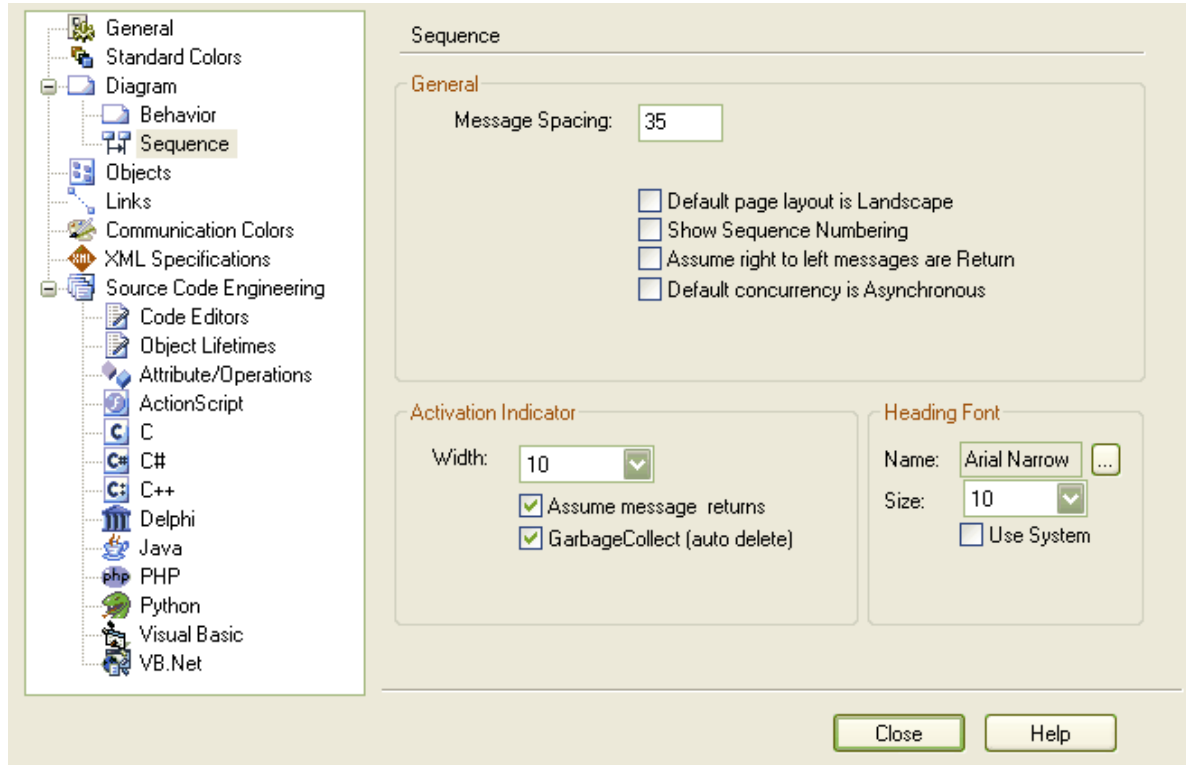 General
Standard Colors
Diagram
Behavior
Sequence
Objects
Links
Communication Colors
XML Specifications
Source Code Engineering
Code Editors
Object Lifetimes
Attribute/Operations
ActionScript
C
C#
C++
Delphi
Java
php PHP
Python
Visual Basic
VB.Net
Sequence
General
Message Spacing: 35
Default page layout is Landscape
Show Sequence Numbering
Assume right to left messages are Return
Default concurrency is Asynchronous
Activation Indicator
Width: 10
Assume message returns
GarbageCollect (auto delete)
Heading Font
Name: Arial Narrow ...
Size: 10
Use System
Close Help